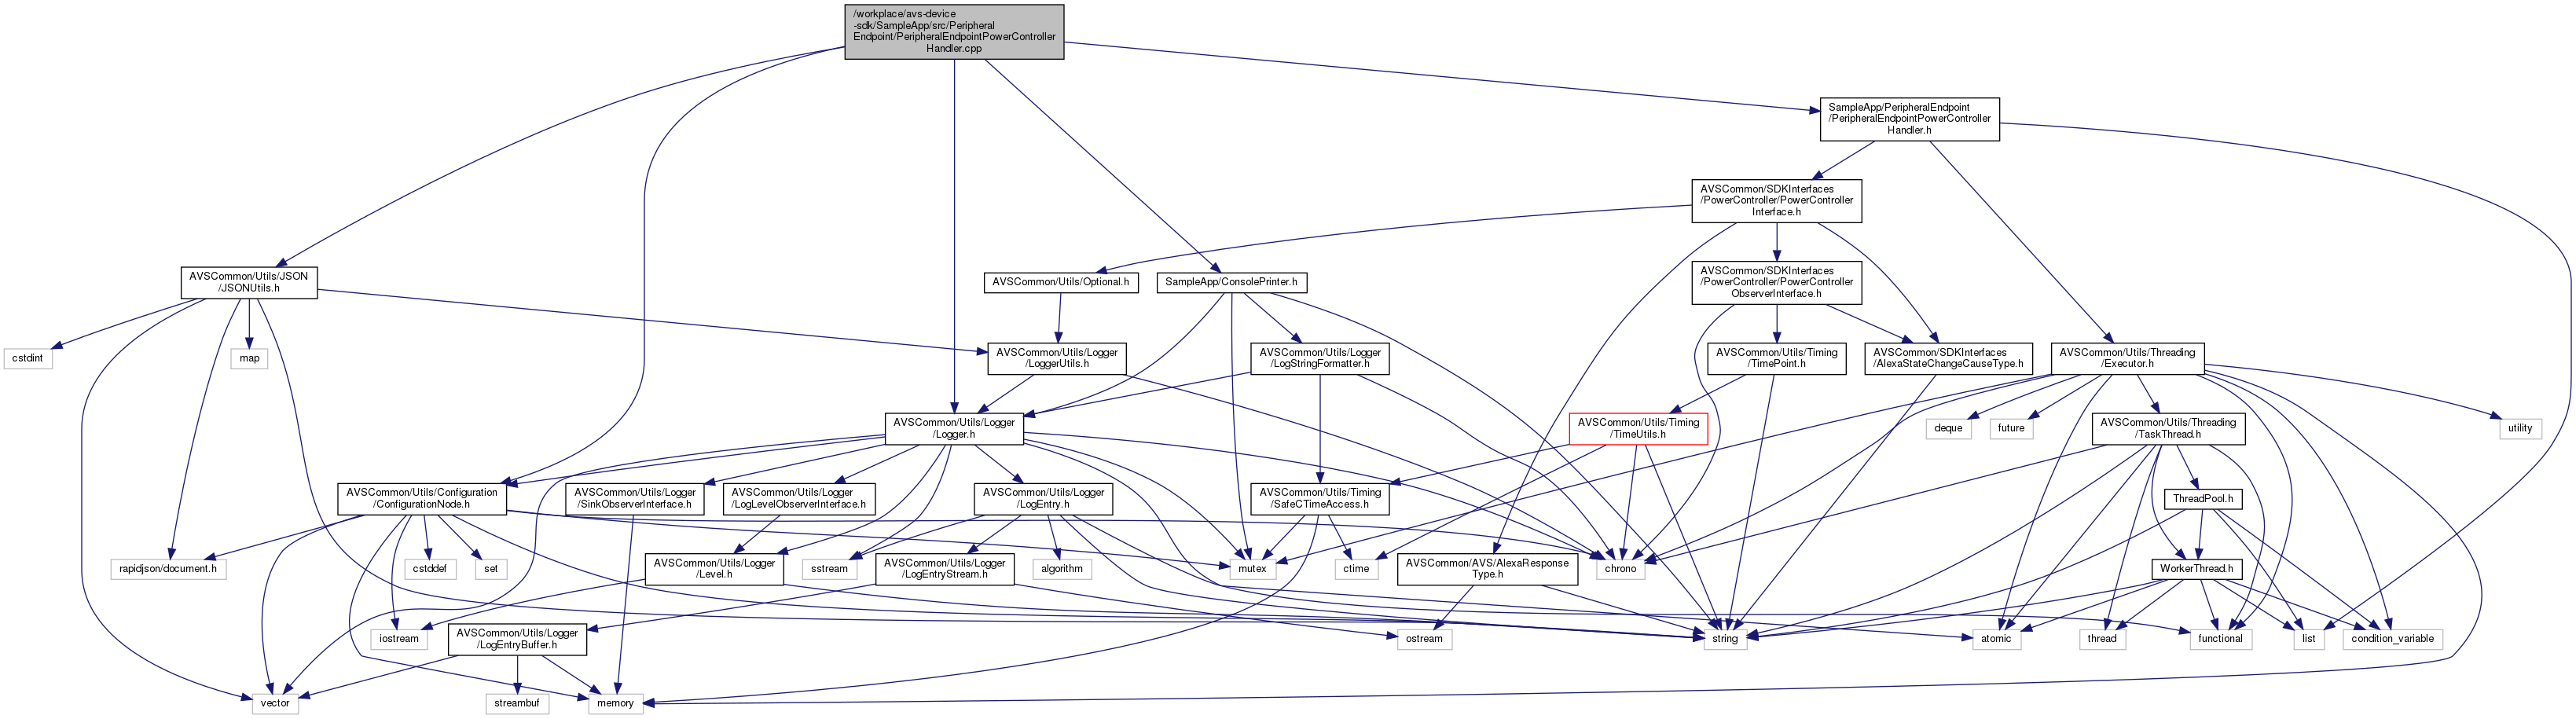 /workplace/avs-device
-sdk/SampleApp/src/Peripheral
Endpoint/PeripheralEndpointPowerController
Handler.cpp
SampleApp/PeripheralEndpoint
/PeripheralEndpointPowerController
Handler.h
AVSCommon/SDKInterfaces
/PowerController/PowerController
Interface.h
AVSCommon/Utils/JSON
/JSONUtils.h
AVSCommon/Utils/Optional.h
SampleApp/ConsolePrinter.h
AVSCommon/SDKInterfaces
/PowerController/PowerController
ObserverInterface.h
cstdint
map
AVSCommon/Utils/Logger
/LoggerUtils.h
AVSCommon/Utils/Logger
/LogStringFormatter.h
AVSCommon/Utils/Timing
/TimePoint.h
AVSCommon/SDKInterfaces
/AlexaStateChangeCauseType.h
AVSCommon/Utils/Threading
/Executor.h
AVSCommon/Utils/Logger
/Logger.h
AVSCommon/Utils/Timing
/TimeUtils.h
deque
future
AVSCommon/Utils/Threading
/TaskThread.h
utility
AVSCommon/Utils/Configuration
/ConfigurationNode.h
AVSCommon/Utils/Logger
/SinkObserverInterface.h
AVSCommon/Utils/Logger
/LogLevelObserverInterface.h
AVSCommon/Utils/Logger
/LogEntry.h
AVSCommon/Utils/Timing
/SafeCTimeAccess.h
ThreadPool.h
rapidjson/document.h
cstddef
set
AVSCommon/Utils/Logger
/Level.h
sstream
AVSCommon/Utils/Logger
/LogEntryStream.h
algorithm
mutex
ctime
AVSCommon/AVS/AlexaResponse
Type.h
chrono
WorkerThread.h
iostream
AVSCommon/Utils/Logger
/LogEntryBuffer.h
ostream
string
atomic
thread
functional
list
condition_variable
vector
streambuf
memory